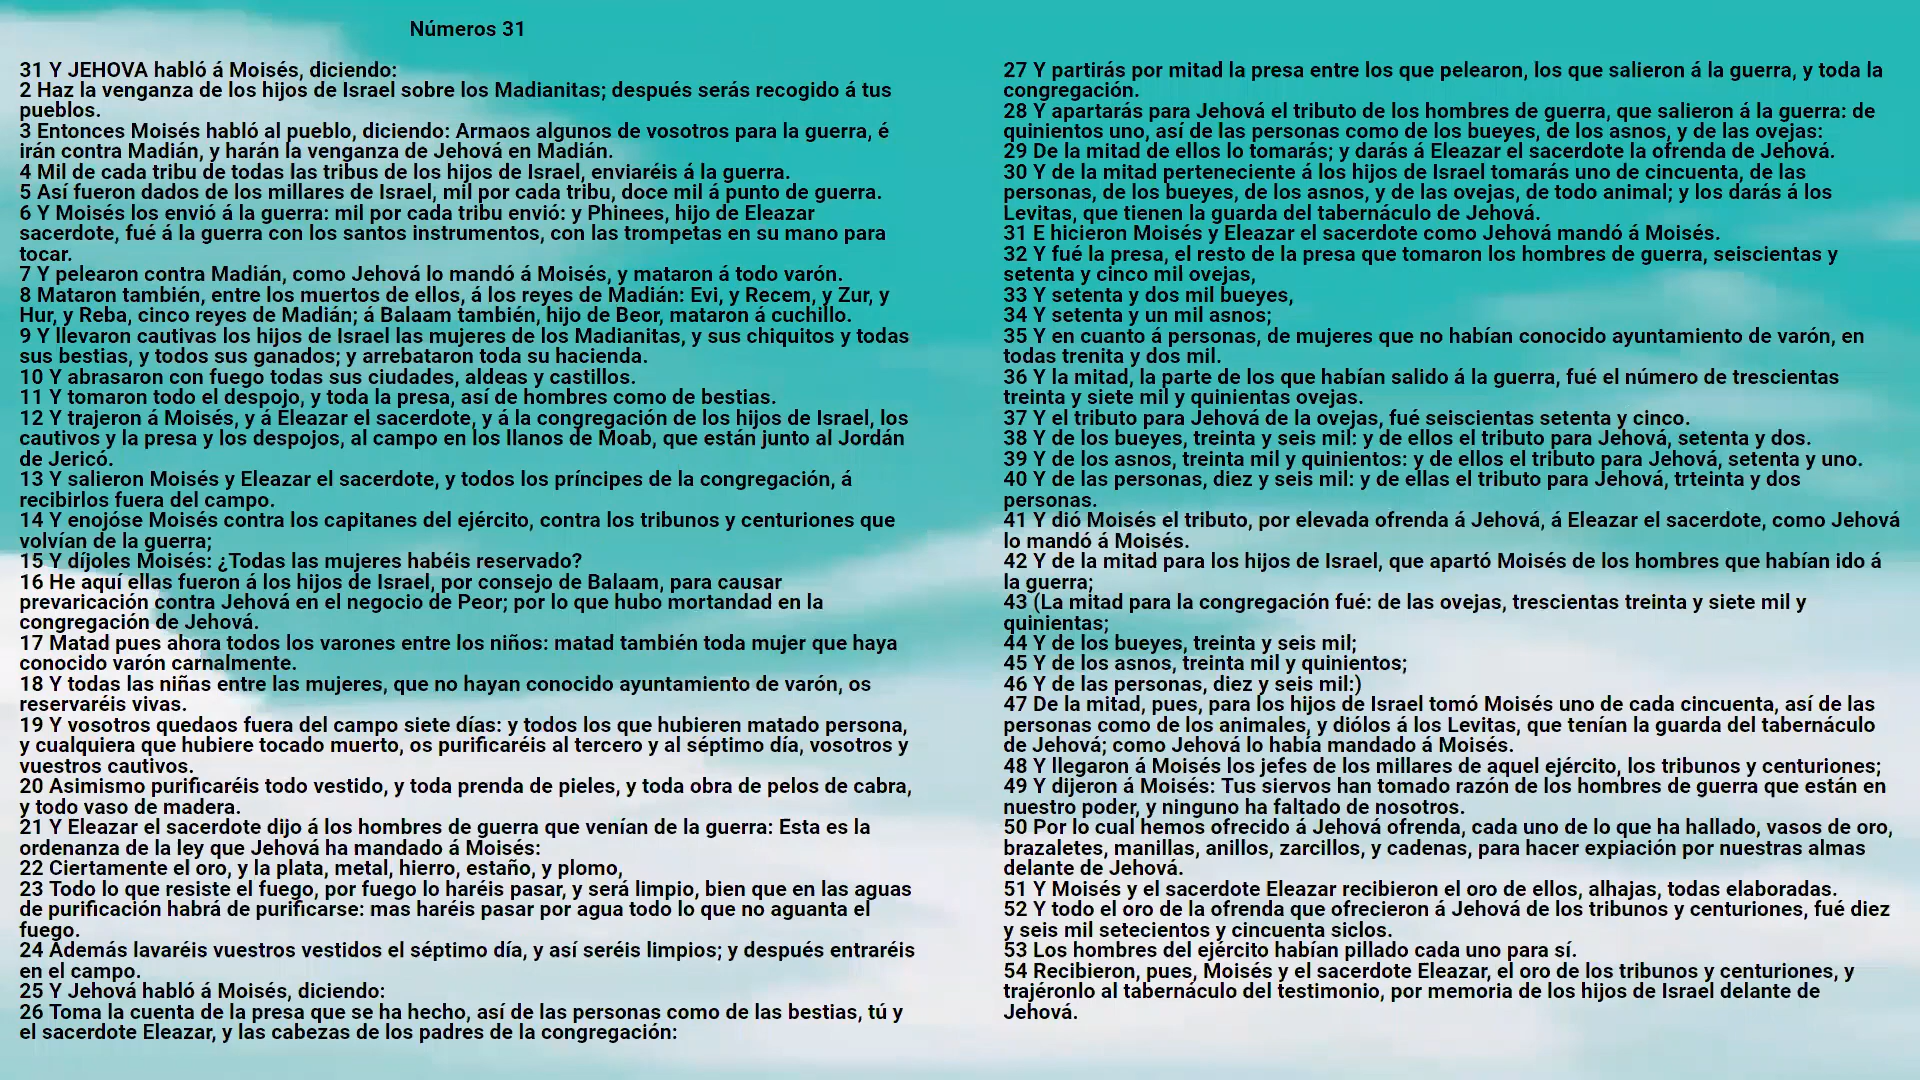 Números 31
31 Y JEHOVA habló á Moisés, diciendo:
2 Haz la venganza de los hijos de Israel sobre los Madianitas; después serás recogido á tus
pueblos.
3 Entonces Moisés habló al pueblo, diciendo: Armaos algunos de vosotros para la guerra, é
irán contra Madián, y harán la venganza de Jehová en Madián.
4 Mil de cada tribu de todas las tribus de los hijos de Israel, enviaréis á la guerra.
5 Así fueron dados de los millares de Israel, mil por cada tribu, doce mil á punto de guerra.
6 Y Moisés los envió á la guerra: mil por cada tribu envió: y Phinees, hijo de Eleazar
sacerdote, fué á la guerra con los santos instrumentos, con las trompetas en su mano para
tocar.
7 Y pelearon contra Madián, como Jehová lo mandó á Moisés, y mataron á todo varón.
8 Mataron también, entre los muertos de ellos, á los reyes de Madián: Evi, y Recem, y Zur, y
Hur, y Reba, cinco reyes de Madián; á Balaam también, hijo de Beor, mataron á cuchillo.
9 Y llevaron cautivas los hijos de Israel las mujeres de los Madianitas, y sus chiquitos y todas
sus bestias, y todos sus ganados; y arrebataron toda su hacienda.
10 Y abrasaron con fuego todas sus ciudades, aldeas y castillos.
11 Y tomaron todo el despojo, y toda la presa, así de hombres como de bestias.
12 Y trajeron á Moisés, y á Eleazar el sacerdote, y á la congregación de los hijos de Israel, los
cautivos y la presa y los despojos, al campo en los llanos de Moab, que están junto al Jordán
de Jericó.
13 Y salieron Moisés y Eleazar el sacerdote, y todos los príncipes de la congregación, á
recibirlos fuera del campo.
14 Y enojóse Moisés contra los capitanes del ejército, contra los tribunos y centuriones que
volvían de la guerra;
15 Y díjoles Moisés: ¿Todas las mujeres habéis reservado?
16 He aquí ellas fueron á los hijos de Israel, por consejo de Balaam, para causar
prevaricación contra Jehová en el negocio de Peor; por lo que hubo mortandad en la
congregación de Jehová.
17 Matad pues ahora todos los varones entre los niños: matad también toda mujer que haya
conocido varón carnalmente.
18 Y todas las niñas entre las mujeres, que no hayan conocido ayuntamiento de varón, os
reservaréis vivas.
19 Y vosotros quedaos fuera del campo siete días: y todos los que hubieren matado persona,
y cualquiera que hubiere tocado muerto, os purificaréis al tercero y al séptimo día, vosotros y
vuestros cautivos.
20 Asimismo purificaréis todo vestido, y toda prenda de pieles, y toda obra de pelos de cabra,
y todo vaso de madera.
21 Y Eleazar el sacerdote dijo á los hombres de guerra que venían de la guerra: Esta es la
ordenanza de la ley que Jehová ha mandado á Moisés:
22 Ciertamente el oro, y la plata, metal, hierro, estaño, y plomo,
23 Todo lo que resiste el fuego, por fuego lo haréis pasar, y será limpio, bien que en las aguas
de purificación habrá de purificarse: mas haréis pasar por agua todo lo que no aguanta el
fuego.
24 Además lavaréis vuestros vestidos el séptimo día, y así seréis limpios; y después entraréis
en el campo.
25 Y Jehová habló á Moisés, diciendo:
26 Toma la cuenta de la presa que se ha hecho, así de las personas como de las bestias, tú y
el sacerdote Eleazar, y las cabezas de los padres de la congregación:
27 Y partirás por mitad la presa entre los que pelearon, los que salieron á la guerra, y toda la
congregación.
28 Y apartarás para Jehová el tributo de los hombres de guerra, que salieron á la guerra: de
quinientos uno, así de las personas como de los bueyes, de los asnos, y de las ovejas:
29 De la mitad de ellos lo tomarás; y darás á Eleazar el sacerdote la ofrenda de Jehová.
30 Y de la mitad perteneciente á los hijos de Israel tomarás uno de cincuenta, de las
personas, de los bueyes, de los asnos, y de las ovejas, de todo animal; y los darás á los
Levitas, que tienen la guarda del tabernáculo de Jehová.
31 E hicieron Moisés y Eleazar el sacerdote como Jehová mandó á Moisés.
32 Y fué la presa, el resto de la presa que tomaron los hombres de guerra, seiscientas y
setenta y cinco mil ovejas,
33 Y setenta y dos mil bueyes,
34 Y setenta y un mil asnos;
35 Y en cuanto á personas, de mujeres que no habían conocido ayuntamiento de varón, en
todas trenita y dos mil.
36 Y la mitad, la parte de los que habían salido á la guerra, fué el número de trescientas
treinta y siete mil y quinientas ovejas.
37 Y el tributo para Jehová de la ovejas, fué seiscientas setenta y cinco.
38 Y de los bueyes, treinta y seis mil: y de ellos el tributo para Jehová, setenta y dos.
39 Y de los asnos, treinta mil y quinientos: y de ellos el tributo para Jehová, setenta y uno.
40 Y de las personas, diez y seis mil: y de ellas el tributo para Jehová, trteinta y dos
personas.
41 Y dió Moisés el tributo, por elevada ofrenda á Jehová, á Eleazar el sacerdote, como Jehová
lo mandó á Moisés.
42 Y de la mitad para los hijos de Israel, que apartó Moisés de los hombres que habían ido á
la guerra;
43 (La mitad para la congregación fué: de las ovejas, trescientas treinta y siete mil y
quinientas;
44 Y de los bueyes, treinta y seis mil;
45 Y de los asnos, treinta mil y quinientos;
46 Y de las personas, diez y seis mil:)
47 De la mitad, pues, para los hijos de Israel tomó Moisés uno de cada cincuenta, así de las
personas como de los animales, y diólos á los Levitas, que tenían la guarda del tabernáculo
de Jehová; como Jehová lo había mandado á Moisés.
48 Y llegaron á Moisés los jefes de los millares de aquel ejército, los tribunos y centuriones;
49 Y dijeron á Moisés: Tus siervos han tomado razón de los hombres de guerra que están en
nuestro poder, y ninguno ha faltado de nosotros.
50 Por lo cual hemos ofrecido á Jehová ofrenda, cada uno de lo que ha hallado, vasos de oro,
brazaletes, manillas, anillos, zarcillos, y cadenas, para hacer expiación por nuestras almas
delante de Jehová.
51 Y Moisés y el sacerdote Eleazar recibieron el oro de ellos, alhajas, todas elaboradas.
52 Y todo el oro de la ofrenda que ofrecieron á Jehová de los tribunos y centuriones, fué diez
y seis mil setecientos y cincuenta siclos.
53 Los hombres del ejército habían pillado cada uno para sí.
54 Recibieron, pues, Moisés y el sacerdote Eleazar, el oro de los tribunos y centuriones, y
trajéronlo al tabernáculo del testimonio, por memoria de los hijos de Israel delante de
Jehová.